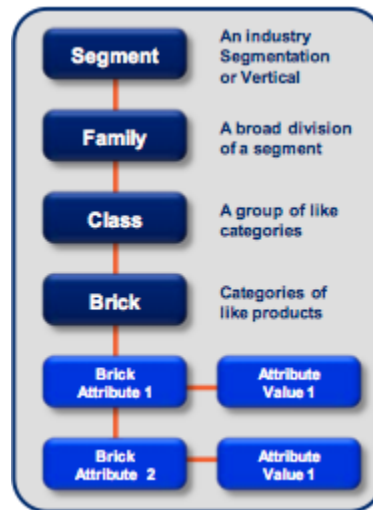 Segment
An industry
Segmentation
or Vertical
Family
A broad division
of a segment
Class
A group of like
categories
Brick
Categories of
like products
Brick
Attribute 1
Attribute
Value 1
Brick
Attribute 2
Attribute
Value 1